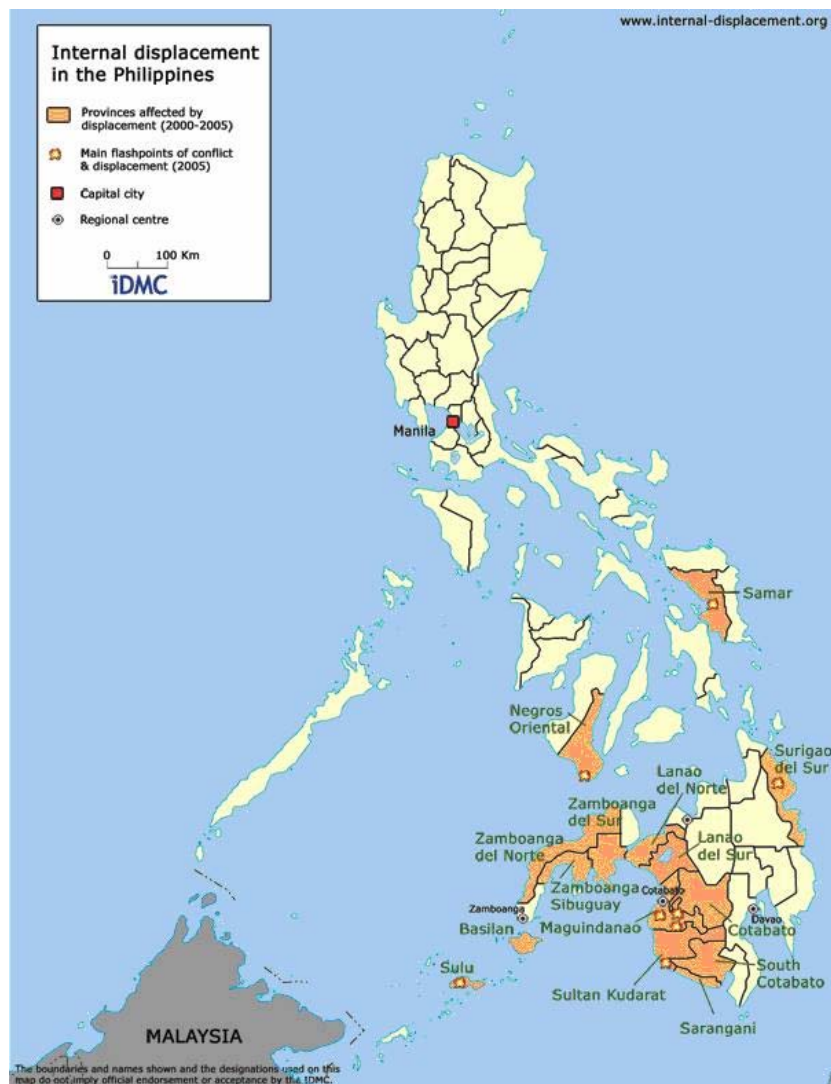 www.internal-displacement.org
Internal displacement
in the Philippines
Provinces affected by
displacement (2000-2005)
Main flashpoints of conflict
& displacement (2005)
Capital city
Regional centre
0 100 Km
iDMC
Manila
Samar
Negros
Oriental
Surigao
del Sur
Lanao
del Norte
Zamboanga
del Sur
Lanao
del Sur
Zamboanga
del Norte
Zamboanga
Sibuguay
Cotabato
Zamboanga
Davao
Basilan
Maguindanao
Cotabato
Sulu
South
Cotabato
Sultan Kudarat
Sarangani
MALAYSIA
The boundaries and names shown and the designations used on this
map do not imply official endorsement or acceptance by the IDMC.